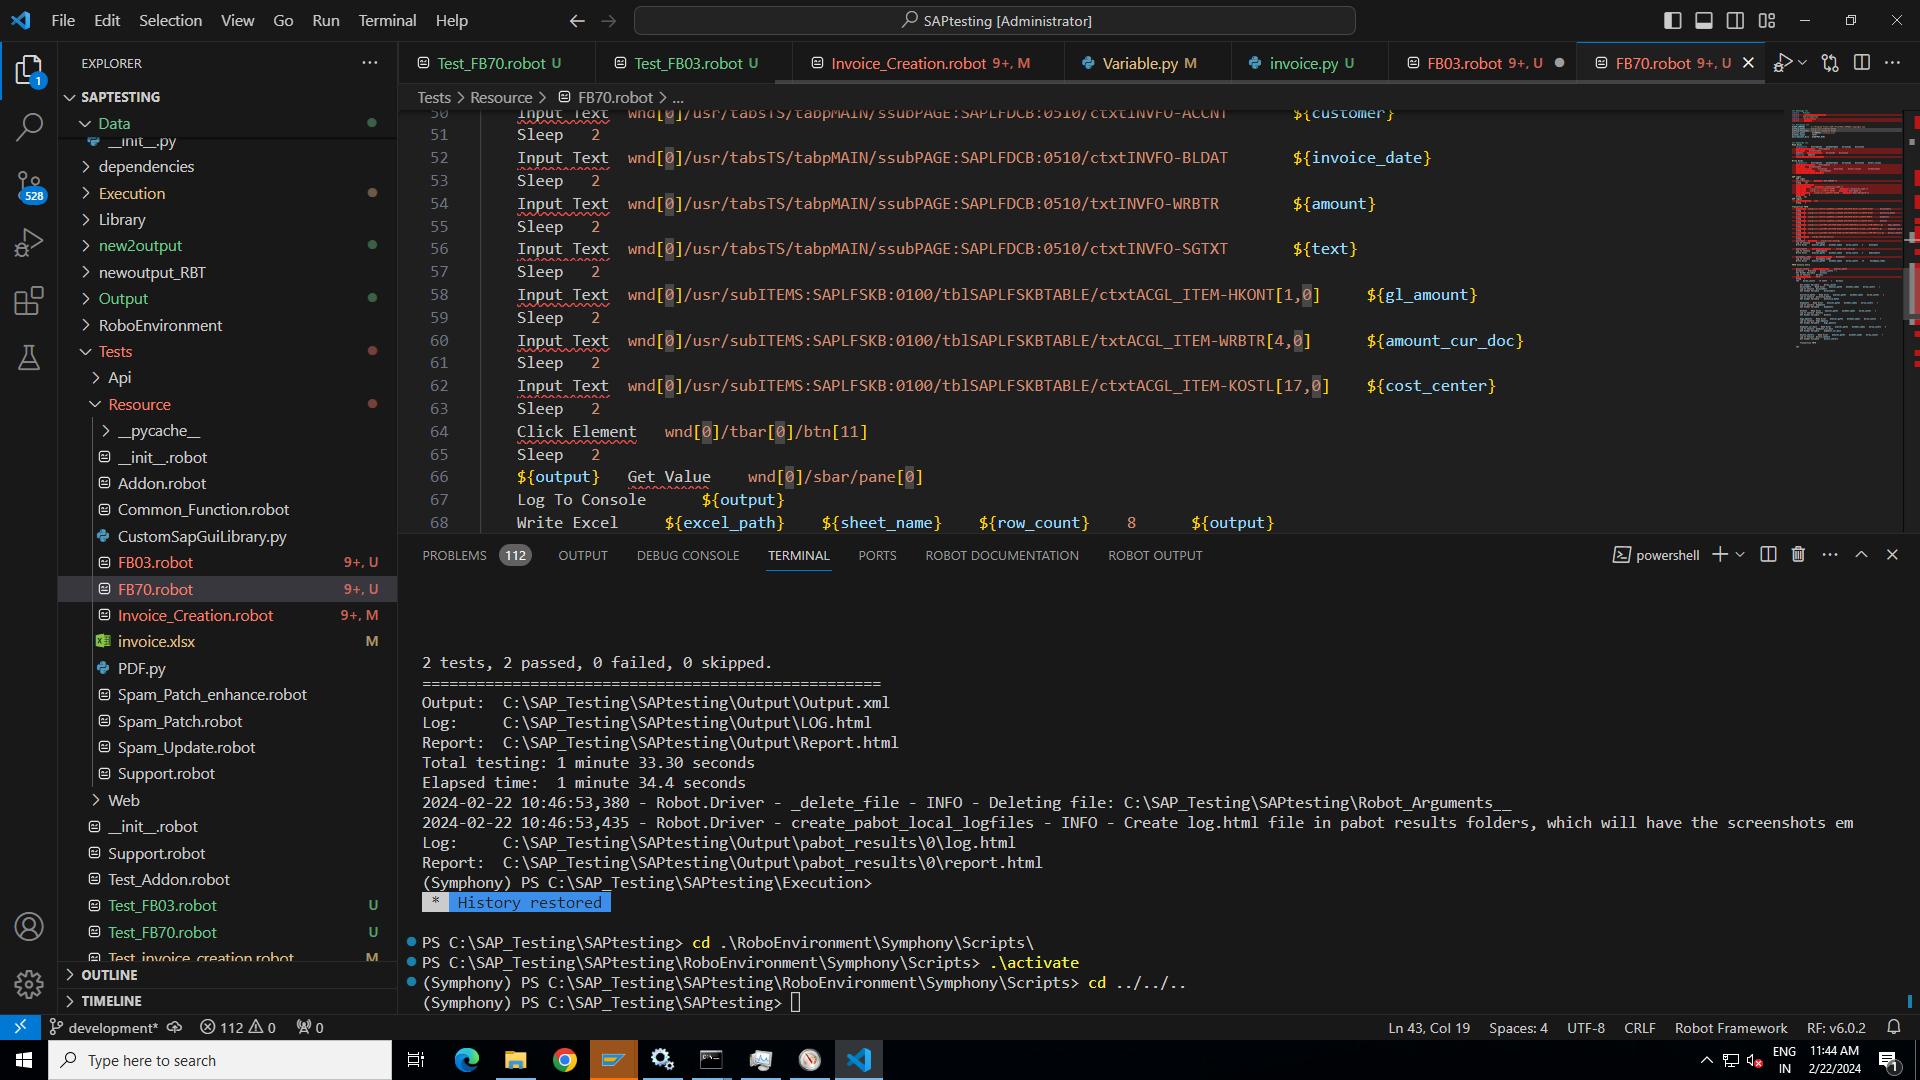 File Edit Selection View Go Run Terminal Help
SAPtesting [Administrator]
EXPLORER
SAPTESTING
Data
__init__.py
dependencies
Execution
Library
new2output
newoutput_RBT
Output
RoboEnvironment
Tests
Api
Resource
__pycache__
__init__.robot
Addon.robot
Common_Function.robot
CustomSapGuiLibrary.py
FB03.robot 9+, U
FB70.robot 9+, U
Invoice_Creation.robot 9+, M
invoice.xlsx M
PDF.py
Spam_Patch_enhance.robot
Spam_Patch.robot
Spam_Update.robot
Support.robot
Web
__init__.robot
Support.robot
Test_Addon.robot
Test_FB03.robot U
Test_FB70.robot U
Test_invoice_creation.robot M
OUTLINE
TIMELINE
1
528
Test_FB70.robot U Test_FB03.robot U Invoice_Creation.robot 9+, M Variable.py M invoice.py U FB03.robot 9+, U FB70.robot 9+, U
Tests > Resource > FB70.robot > ...
50 Input Text wnd[0]/usr/tabsTS/tabpMAIN/ssubPAGE:SAPLFDCB:0510/ctxtINVFO-ACCNT ${customer}
51 Sleep 2
52 Input Text wnd[0]/usr/tabsTS/tabpMAIN/ssubPAGE:SAPLFDCB:0510/ctxtINVFO-BLDAT ${invoice_date}
53 Sleep 2
54 Input Text wnd[0]/usr/tabsTS/tabpMAIN/ssubPAGE:SAPLFDCB:0510/txtINVFO-WRBTR ${amount}
55 Sleep 2
56 Input Text wnd[0]/usr/tabsTS/tabpMAIN/ssubPAGE:SAPLFDCB:0510/ctxtINVFO-SGTXT ${text}
57 Sleep 2
58 Input Text wnd[0]/usr/subITEMS:SAPLFSKB:0100/tblSAPLFSKBTABLE/ctxtACGL_ITEM-HKONT[1,0] ${gl_amount}
59 Sleep 2
60 Input Text wnd[0]/usr/subITEMS:SAPLFSKB:0100/tblSAPLFSKBTABLE/txtACGL_ITEM-WRBTR[4,0] ${amount_cur_doc}
61 Sleep 2
62 Input Text wnd[0]/usr/subITEMS:SAPLFSKB:0100/tblSAPLFSKBTABLE/ctxtACGL_ITEM-KOSTL[17,0] ${cost_center}
63 Sleep 2
64 Click Element wnd[0]/tbar[0]/btn[11]
65 Sleep 2
66 ${output} Get Value wnd[0]/sbar/pane[0]
67 Log To Console ${output}
68 Write Excel ${excel_path} ${sheet_name} ${row_count} 8 ${output}
PROBLEMS 112 OUTPUT DEBUG CONSOLE TERMINAL PORTS ROBOT DOCUMENTATION ROBOT OUTPUT powershell
2 tests, 2 passed, 0 failed, 0 skipped.
===================================================
Output: C:\SAP_Testing\SAPtesting\Output\Output.xml
Log: C:\SAP_Testing\SAPtesting\Output\LOG.html
Report: C:\SAP_Testing\SAPtesting\Output\Report.html
Total testing: 1 minute 33.30 seconds
Elapsed time: 1 minute 34.4 seconds
2024-02-22 10:46:53,380 - Robot.Driver - _delete_file - INFO - Deleting file: C:\SAP_Testing\SAPtesting\Robot_Arguments__
2024-02-22 10:46:53,435 - Robot.Driver - create_pabot_local_logfiles - INFO - Create log.html file in pabot results folders, which will have the screenshots em
Log: C:\SAP_Testing\SAPtesting\Output\pabot_results\0\log.html
Report: C:\SAP_Testing\SAPtesting\Output\pabot_results\0\report.html
(Symphony) PS C:\SAP_Testing\SAPtesting\Execution>
* History restored
PS C:\SAP_Testing\SAPtesting> cd .\RoboEnvironment\Symphony\Scripts\
PS C:\SAP_Testing\SAPtesting\RoboEnvironment\Symphony\Scripts> .\activate
(Symphony) PS C:\SAP_Testing\SAPtesting\RoboEnvironment\Symphony\Scripts> cd ../../..
(Symphony) PS C:\SAP_Testing\SAPtesting>
development* 112 0 0 Ln 43, Col 19 Spaces: 4 UTF-8 CRLF Robot Framework RF: v6.0.2
Type here to search
ENG
IN
11:44 AM
2/22/2024
1